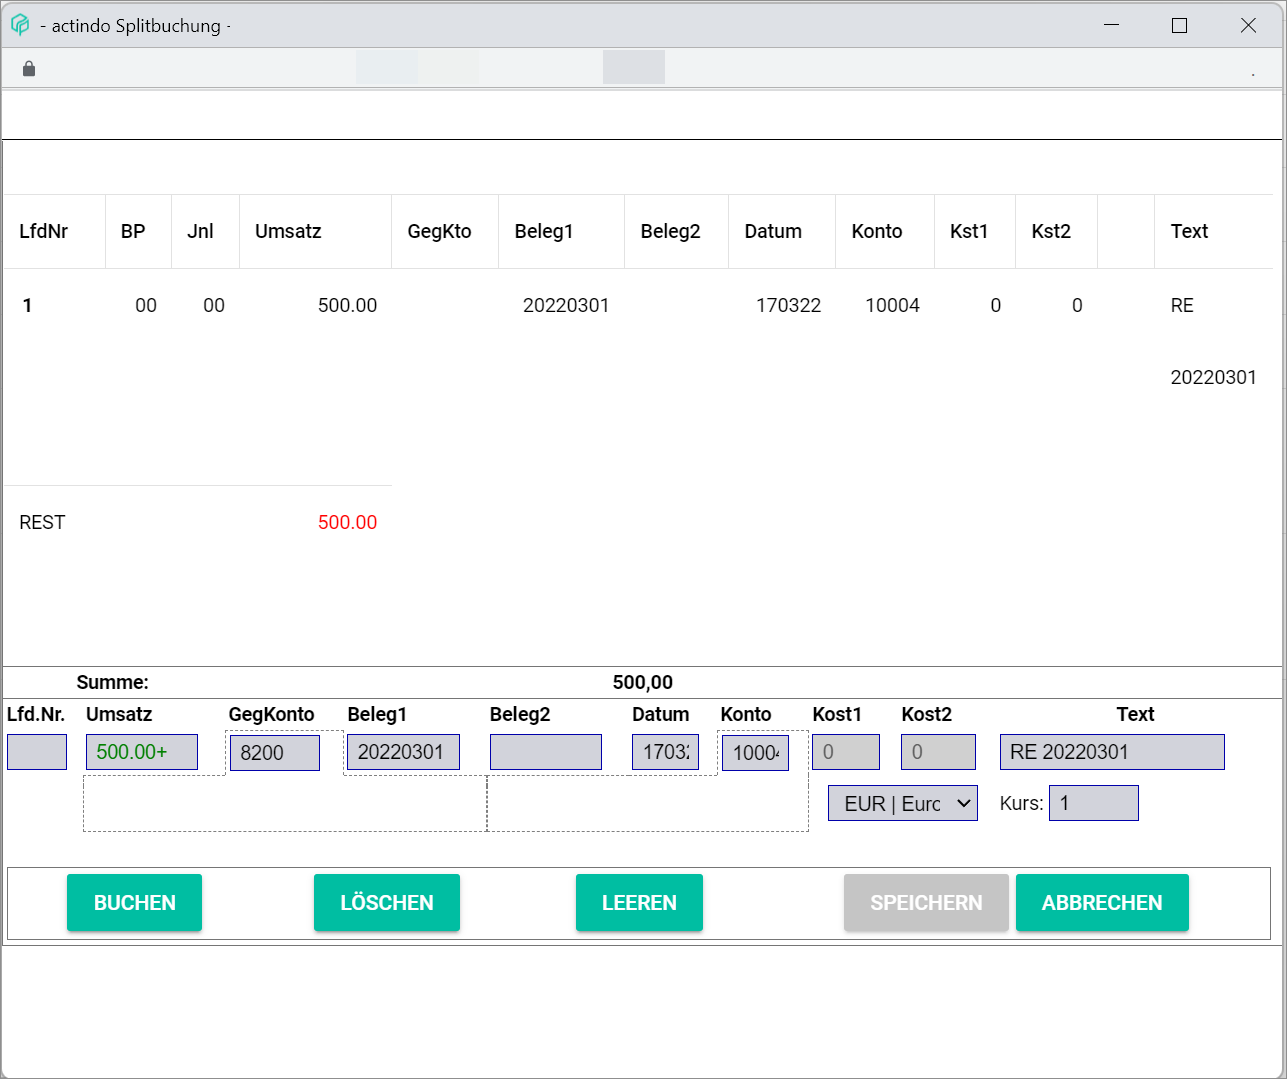 - actindo Splitbuchung -
LfdNr BP Jnl Umsatz GegKto Beleg1 Beleg2 Datum Konto Kst1 Kst2 Text
1 00 00 500.00 20220301 170322 10004 0 0 RE
20220301
REST 500.00
Summe: 500,00
Lfd.Nr. Umsatz GegKonto Beleg1 Beleg2 Datum Konto Kost1 Kost2 Text
500.00+ 8200 20220301 1703 1000 0 0 RE 20220301
EUR | Euro Kurs: 1
BUCHEN LÖSCHEN LEEREN SPEICHERN ABBRECHEN